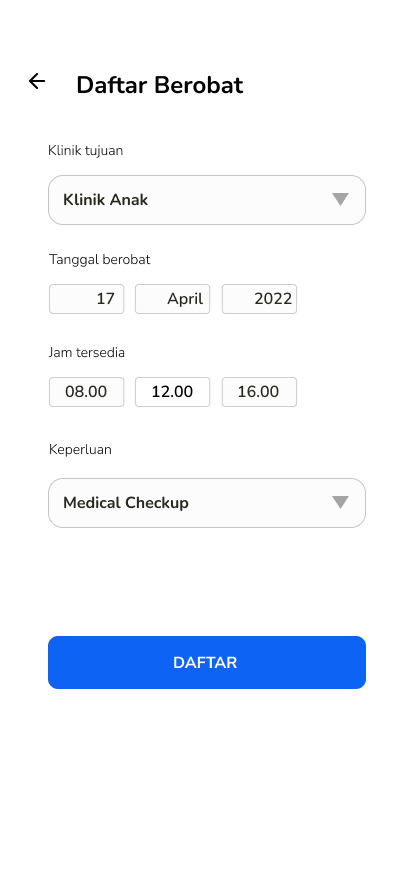 Daftar Berobat
Klinik tujuan
Klinik Anak
Tanggal berobat
17 April 2022
Jam tersedia
08.00 12.00 16.00
Keperluan
Medical Checkup
DAFTAR